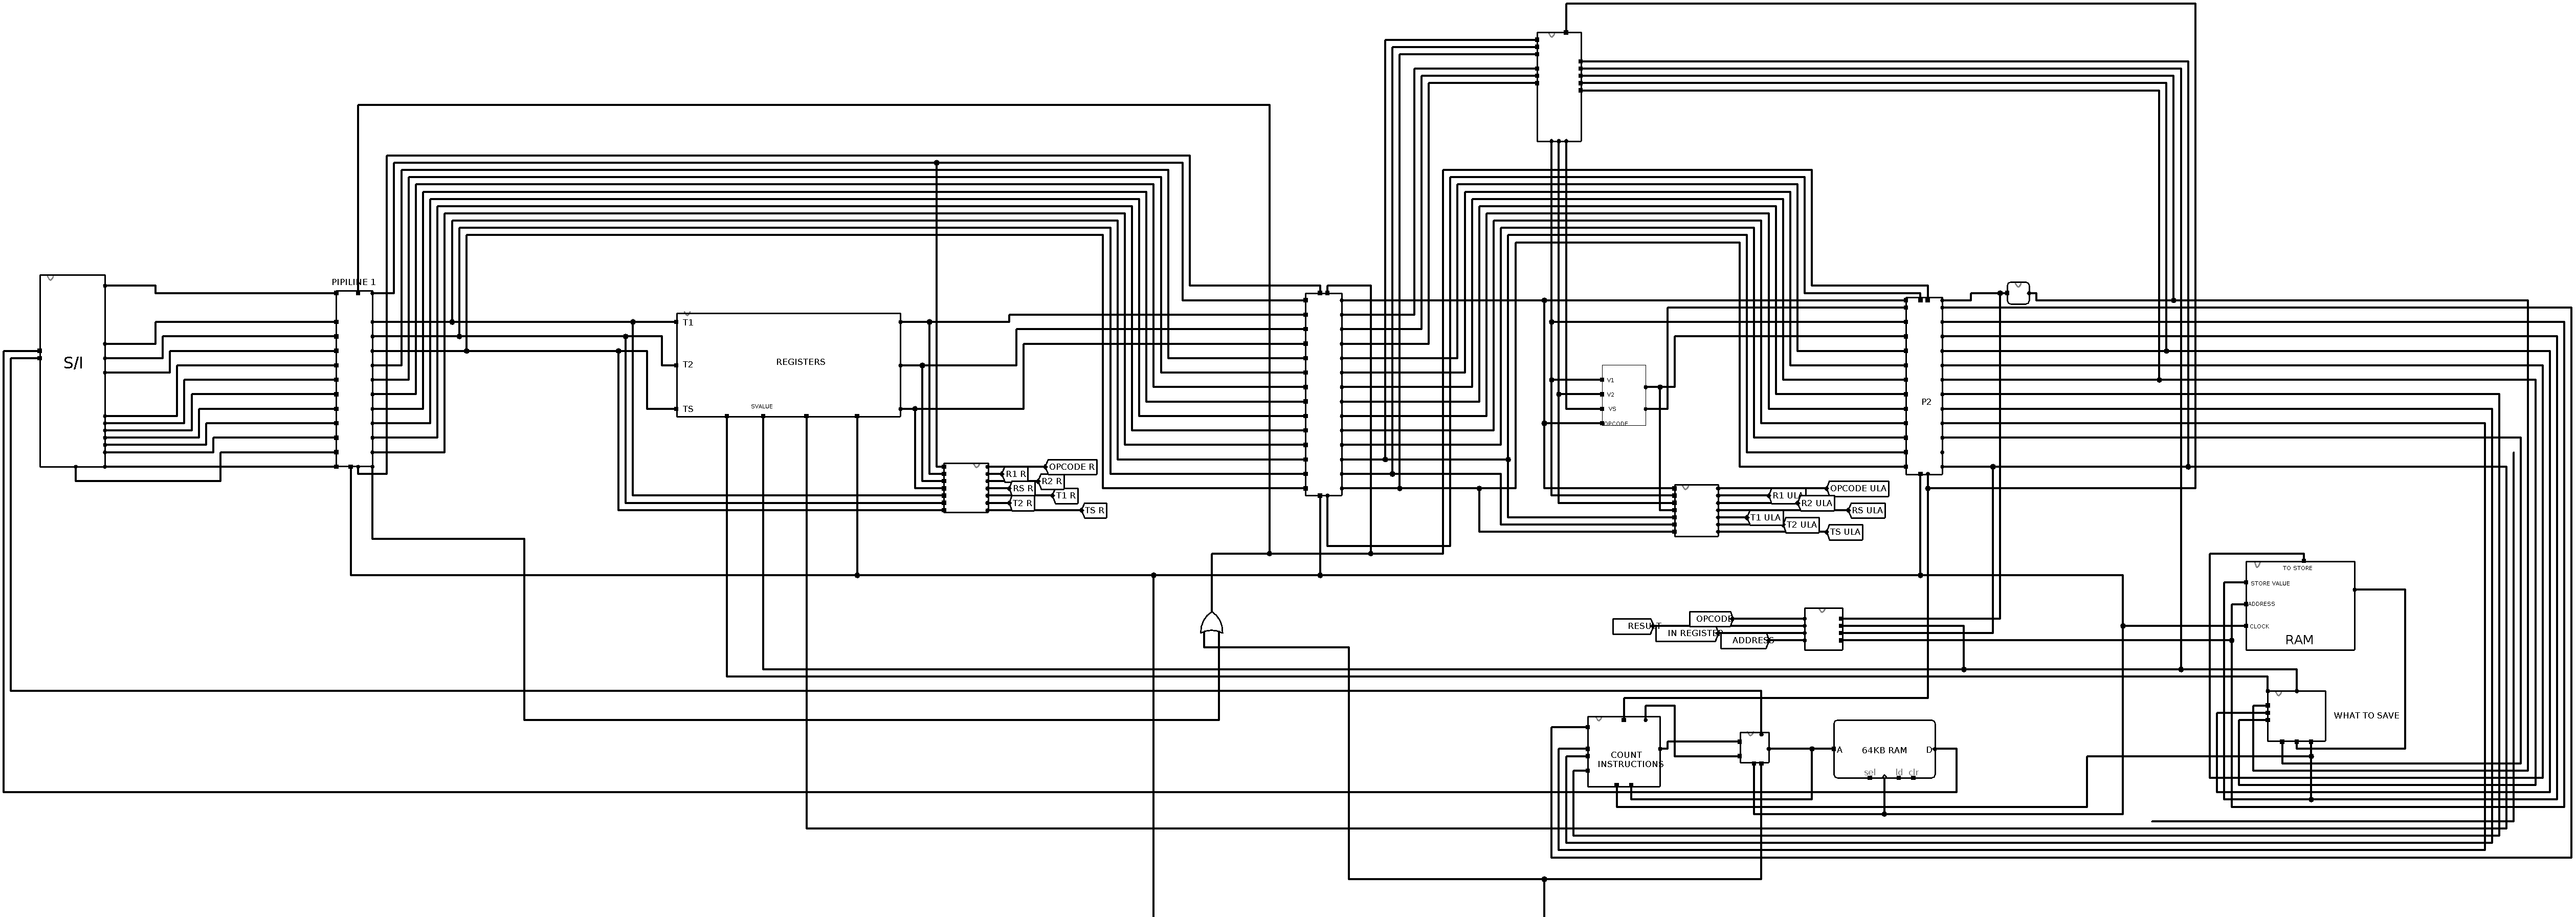 PIPILINE 1
S/I
T1
T2
TS
REGISTERS
SVALUE
OPCODE R
R1 R
R2 R
RS R
T1 R
T2 R
TS R
V1
V2
VS
OPCODE
P2
OPCODE ULA
R1 ULA
R2 ULA
RS ULA
T1 ULA
T2 ULA
TS ULA
TO STORE
STORE VALUE
ADDRESS
CLOCK
RAM
OPCODE
RESULT
IN REGISTER
ADDRESS
WHAT TO SAVE
COUNT
INSTRUCTIONS
A
64KB RAM
D
sel
ld
clr